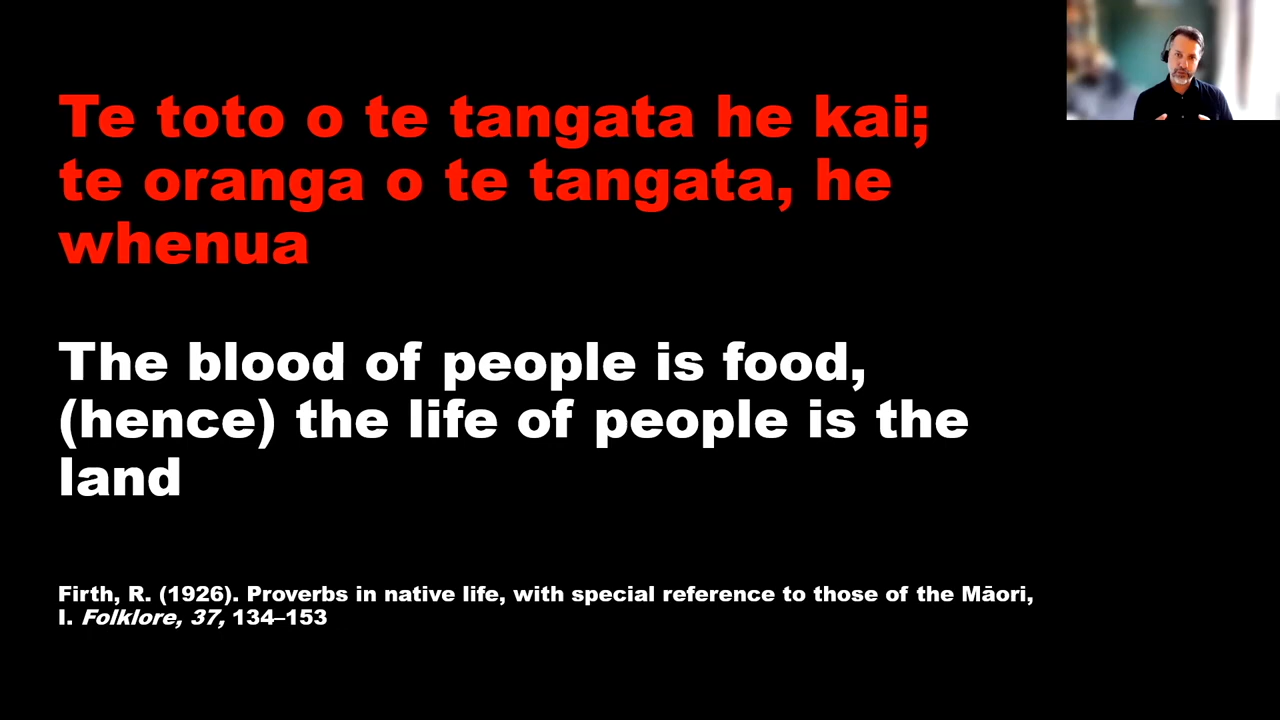 Te toto o te tangata he kai;
te oranga o te tangata, he
whenua
The blood of people is food,
(hence) the life of people is the
land
Firth, R. (1926). Proverbs in native life, with special reference to those of the Māori,
I. Folklore, 37, 134–153